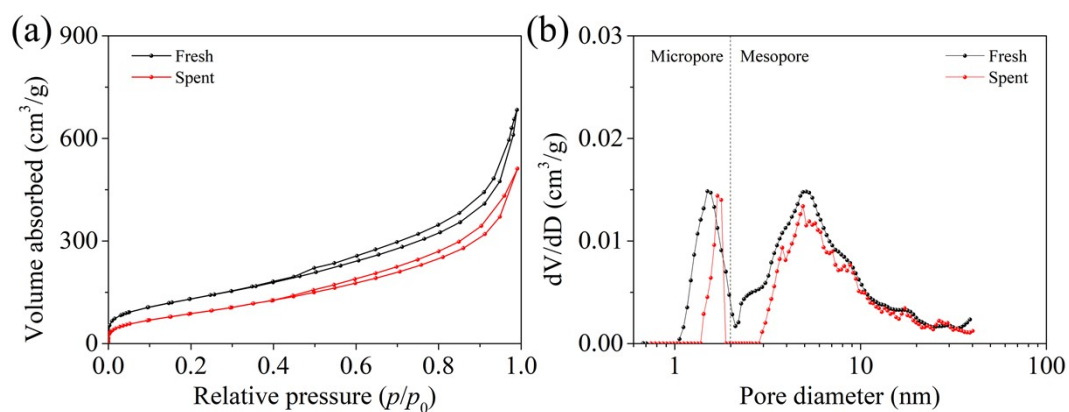 (a)
900
600
300
0
Volume absorbed (cm³/g)
Fresh
Spent
0.0 0.2 0.4 0.6 0.8 1.0
Relative pressure (p/p₀)
(b)
0.03
0.02
0.01
0.00
dV/dD (cm³/g)
Micropore Mesopore
Fresh
Spent
1 10 100
Pore diameter (nm)